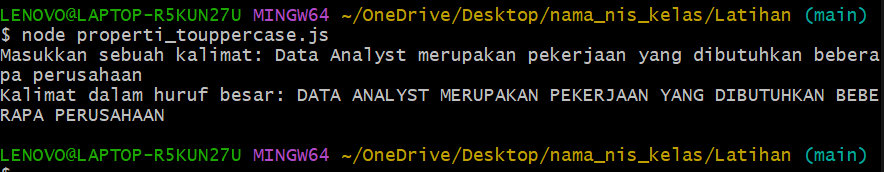 LENOVO@LAPTOP-R5KUN27U MINGW64 ~/OneDrive/Desktop/nama_nis_kelas/Latihan (main)
$ node properti_touppercase.js
Masukkan sebuah kalimat: Data Analyst merupakan pekerjaan yang dibutuhkan bebera
pa perusahaan
Kalimat dalam huruf besar: DATA ANALYST MERUPAKAN PEKERJAAN YANG DIBUTUHKAN BEBE
RAPA PERUSAHAAN
LENOVO@LAPTOP-R5KUN27U MINGW64 ~/OneDrive/Desktop/nama_nis_kelas/Latihan (main)
$